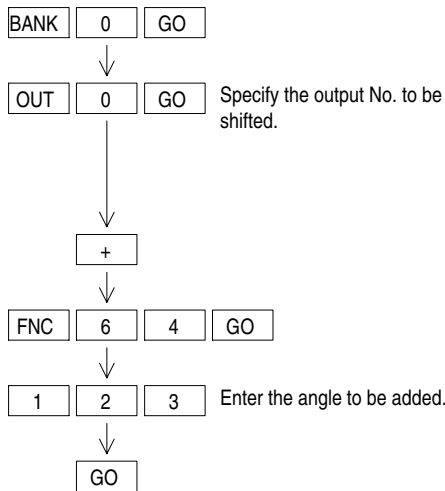 BANK 0 GO
OUT 0 GO Specify the output No. to be
shifted.
+
FNC 6 4 GO
1 2 3 Enter the angle to be added.
GO